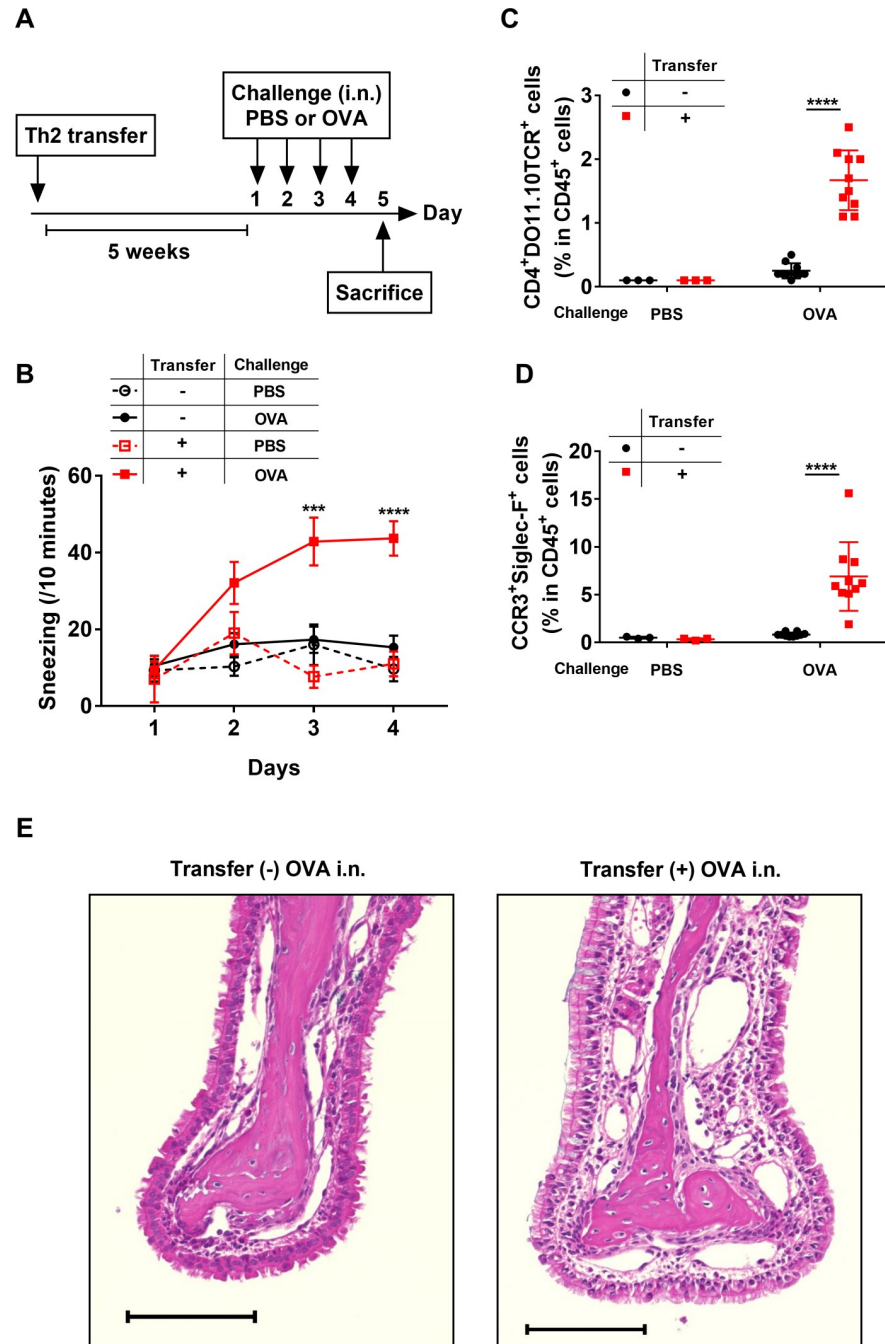 A
Th2 transfer
Challenge (i.n.)
PBS or OVA
1 2 3 4 5
Day
5 weeks
Sacrifice
B
Transfer Challenge
- PBS
- OVA
+ PBS
+ OVA
Sneezing (/10 minutes)
60
40
20
0
*** ****
1 2 3 4
Days
C
Transfer
-
+
CD4+DO11.10TCR+ cells
(% in CD45+ cells)
3
2
1
0
****
Challenge PBS OVA
D
Transfer
-
+
CCR3+Siglec-F+ cells
(% in CD45+ cells)
20
15
10
5
0
****
Challenge PBS OVA
E
Transfer (-) OVA i.n.
Transfer (+) OVA i.n.